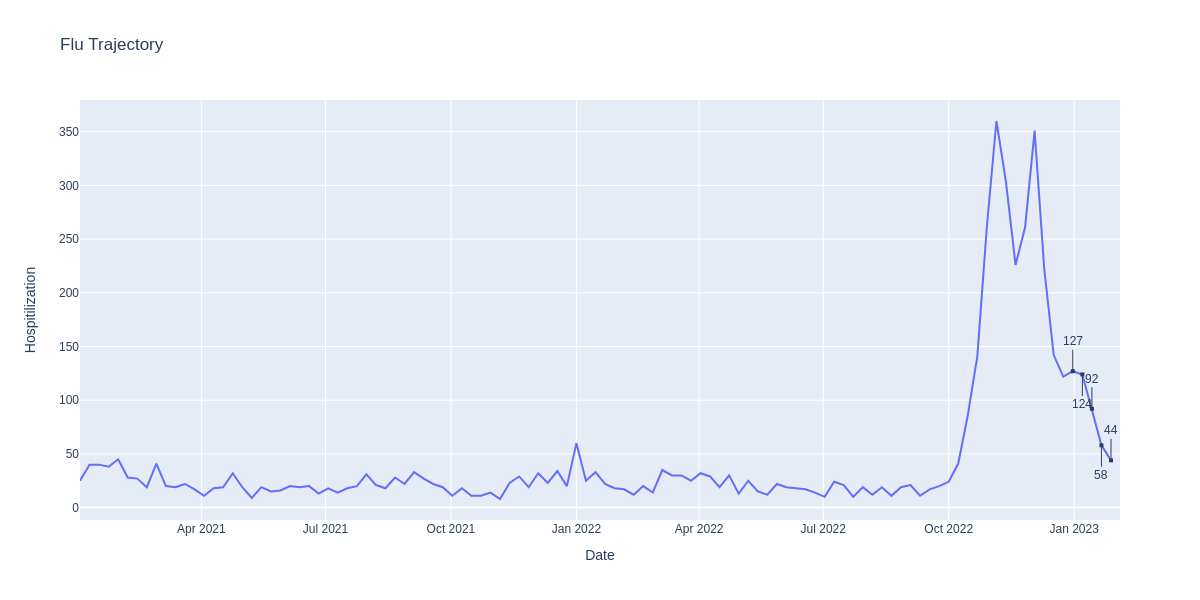 Flu Trajectory
350
300
250
200
150
100
50
0
Hospitilization
127
124
92
58
44
Apr 2021
Jul 2021
Oct 2021
Jan 2022
Apr 2022
Jul 2022
Oct 2022
Jan 2023
Date